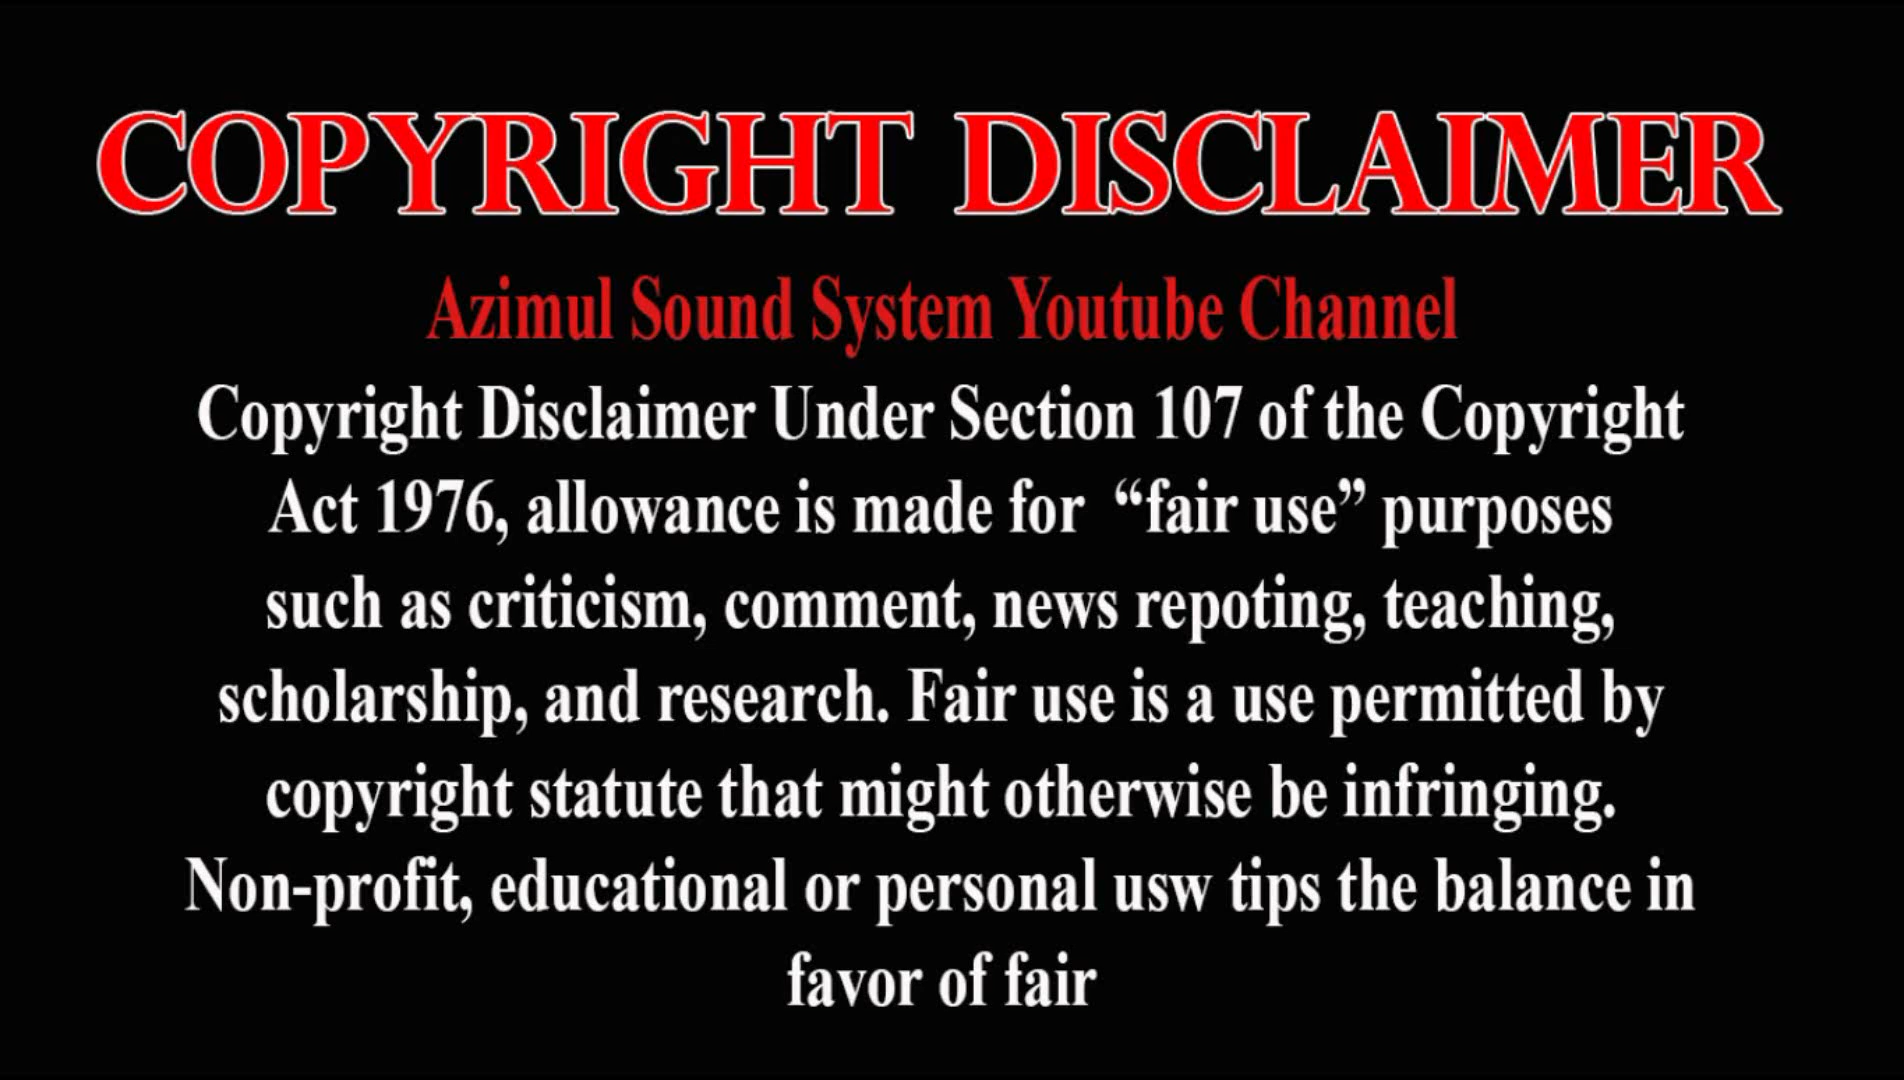 COPYRIGHT DISCLAIMER
Azimul Sound System Youtube Channel
Copyright Disclaimer Under Section 107 of the Copyright
Act 1976, allowance is made for “fair use” purposes
such as criticism, comment, news repoting, teaching,
scholarship, and research. Fair use is a use permitted by
copyright statute that might otherwise be infringing.
Non-profit, educational or personal usw tips the balance in
favor of fair